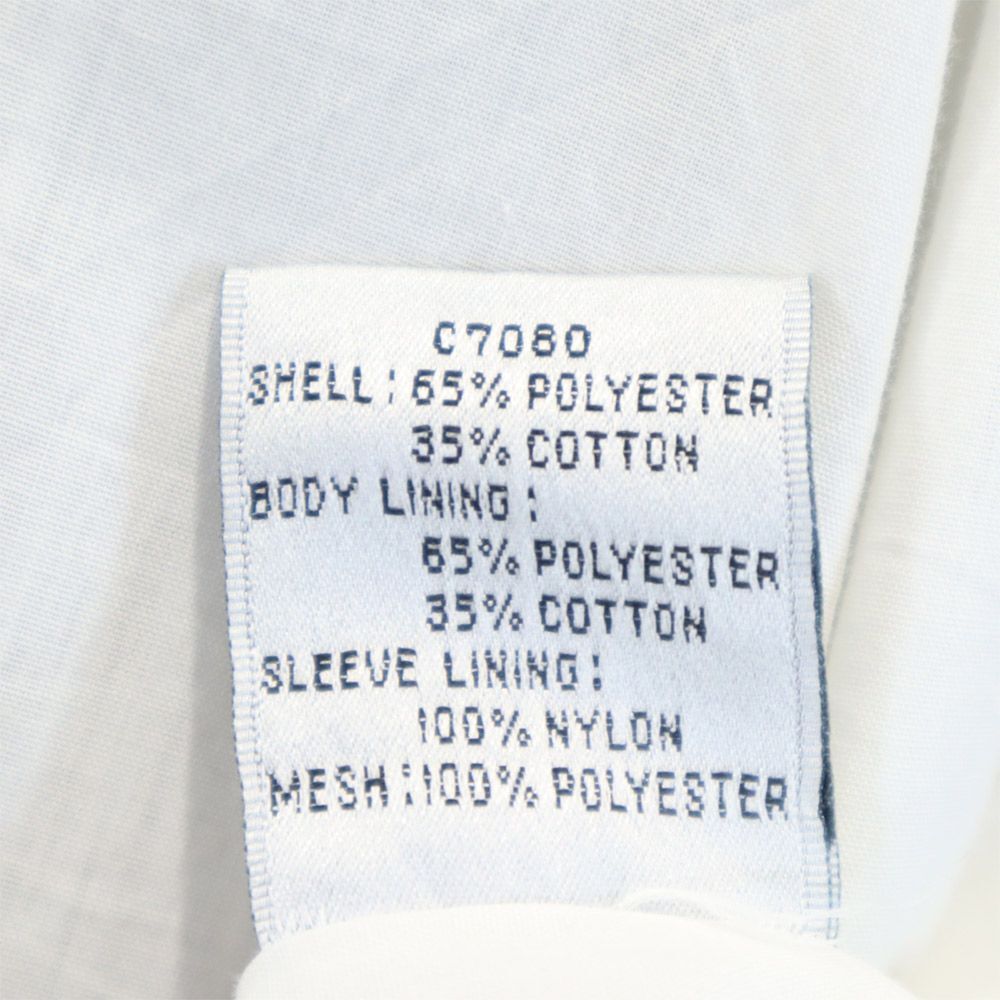 C7080
SHELL: 65% POLYESTER
35% COTTON
BODY LINING:
65% POLYESTER
35% COTTON
SLEEVE LINING:
100% NYLON
MESH: 100% POLYESTER